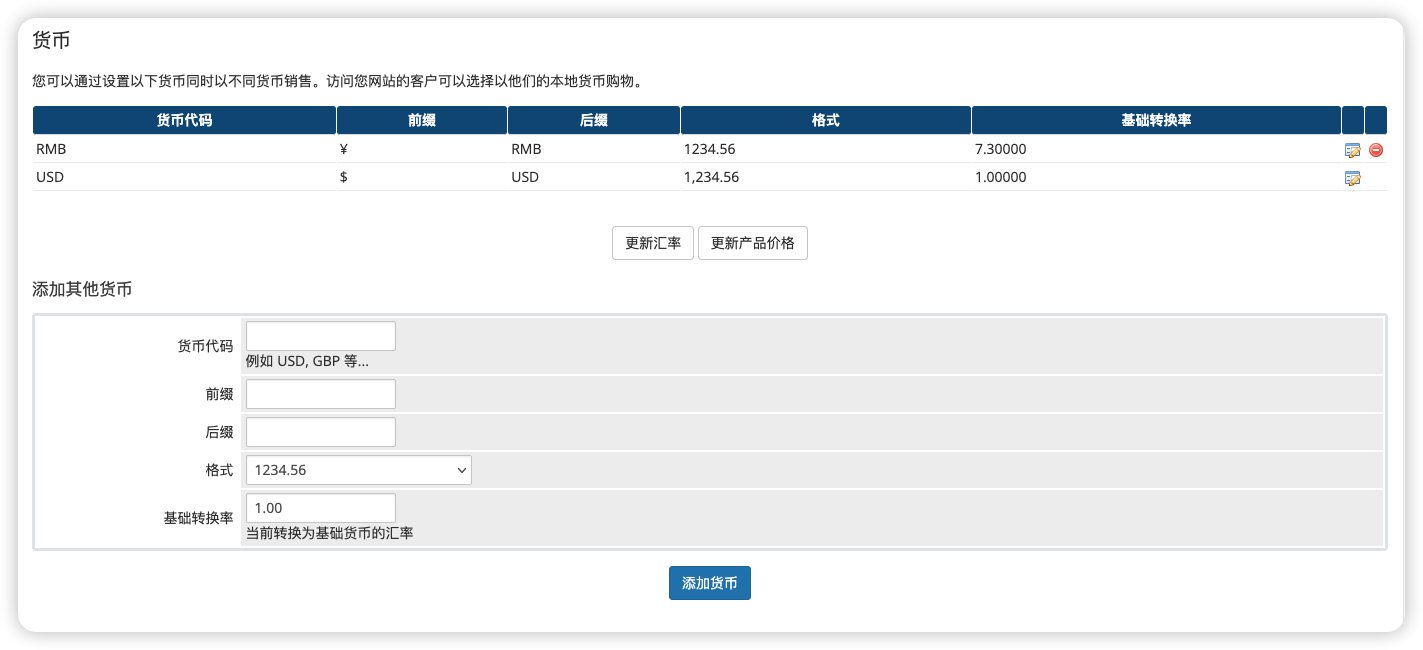 货币
您可以通过设置以下货币同时以不同货币销售。访问您网站的客户可以选择以他们的本地货币购物。
货币代码 前缀 后缀 格式 基础转换率
RMB ¥ RMB 1234.56 7.30000
USD $ USD 1,234.56 1.00000
更新汇率 更新产品价格
添加其他货币
货币代码
例如 USD, GBP 等...
前缀
后缀
格式 1234.56
基础转换率 1.00
当前转换为基础货币的汇率
添加货币